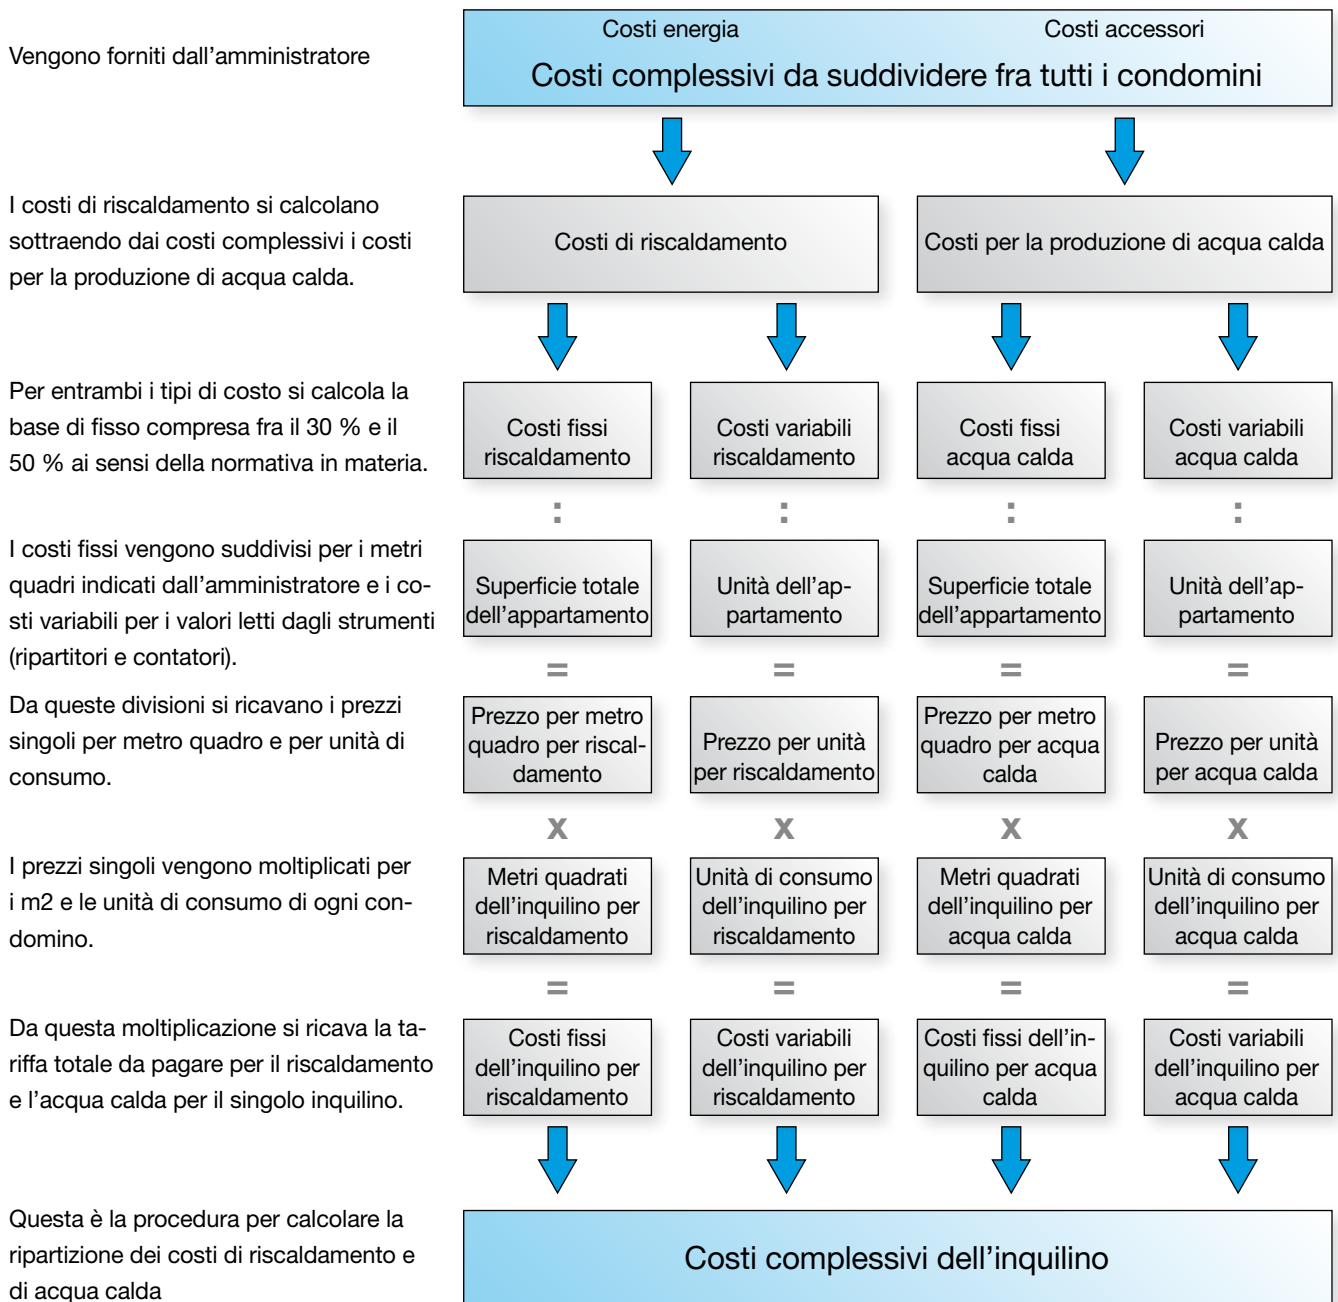 Vengono forniti dall'amministratore
Costi energia
Costi accessori
Costi complessivi da suddividere fra tutti i condomini
I costi di riscaldamento si calcolano
sottraendo dai costi complessivi i costi
per la produzione di acqua calda.
Costi di riscaldamento
Costi per la produzione di acqua calda
Per entrambi i tipi di costo si calcola la
base di fisso compresa fra il 30 % e il
50 % ai sensi della normativa in materia.
Costi fissi
riscaldamento
Costi variabili
riscaldamento
Costi fissi
acqua calda
Costi variabili
acqua calda
: : : :
I costi fissi vengono suddivisi per i metri
quadri indicati dall'amministratore e i co-
sti variabili per i valori letti dagli strumenti
(ripartitori e contatori).
Superficie totale
dell'appartamento
Unità dell'ap-
partamento
Superficie totale
dell'appartamento
Unità dell'ap-
partamento
= = = =
Da queste divisioni si ricavano i prezzi
singoli per metro quadro e per unità di
consumo.
Prezzo per metro
quadro per riscal-
damento
Prezzo per unità
per riscaldamento
Prezzo per metro
quadro per acqua
calda
Prezzo per unità
per acqua calda
x x x x
I prezzi singoli vengono moltiplicati per
i m2 e le unità di consumo di ogni con-
domino.
Metri quadrati
dell'inquilino per
riscaldamento
Unità di consumo
dell'inquilino per
riscaldamento
Metri quadrati
dell'inquilino per
acqua calda
Unità di consumo
dell'inquilino per
acqua calda
= = = =
Da questa moltiplicazione si ricava la ta-
riffa totale da pagare per il riscaldamento
e l'acqua calda per il singolo inquilino.
Costi fissi
dell'inquilino per
riscaldamento
Costi variabili
dell'inquilino per
riscaldamento
Costi fissi dell'in-
quilino per acqua
calda
Costi variabili
dell'inquilino per
acqua calda
Questa è la procedura per calcolare la
ripartizione dei costi di riscaldamento e
di acqua calda
Costi complessivi dell'inquilino